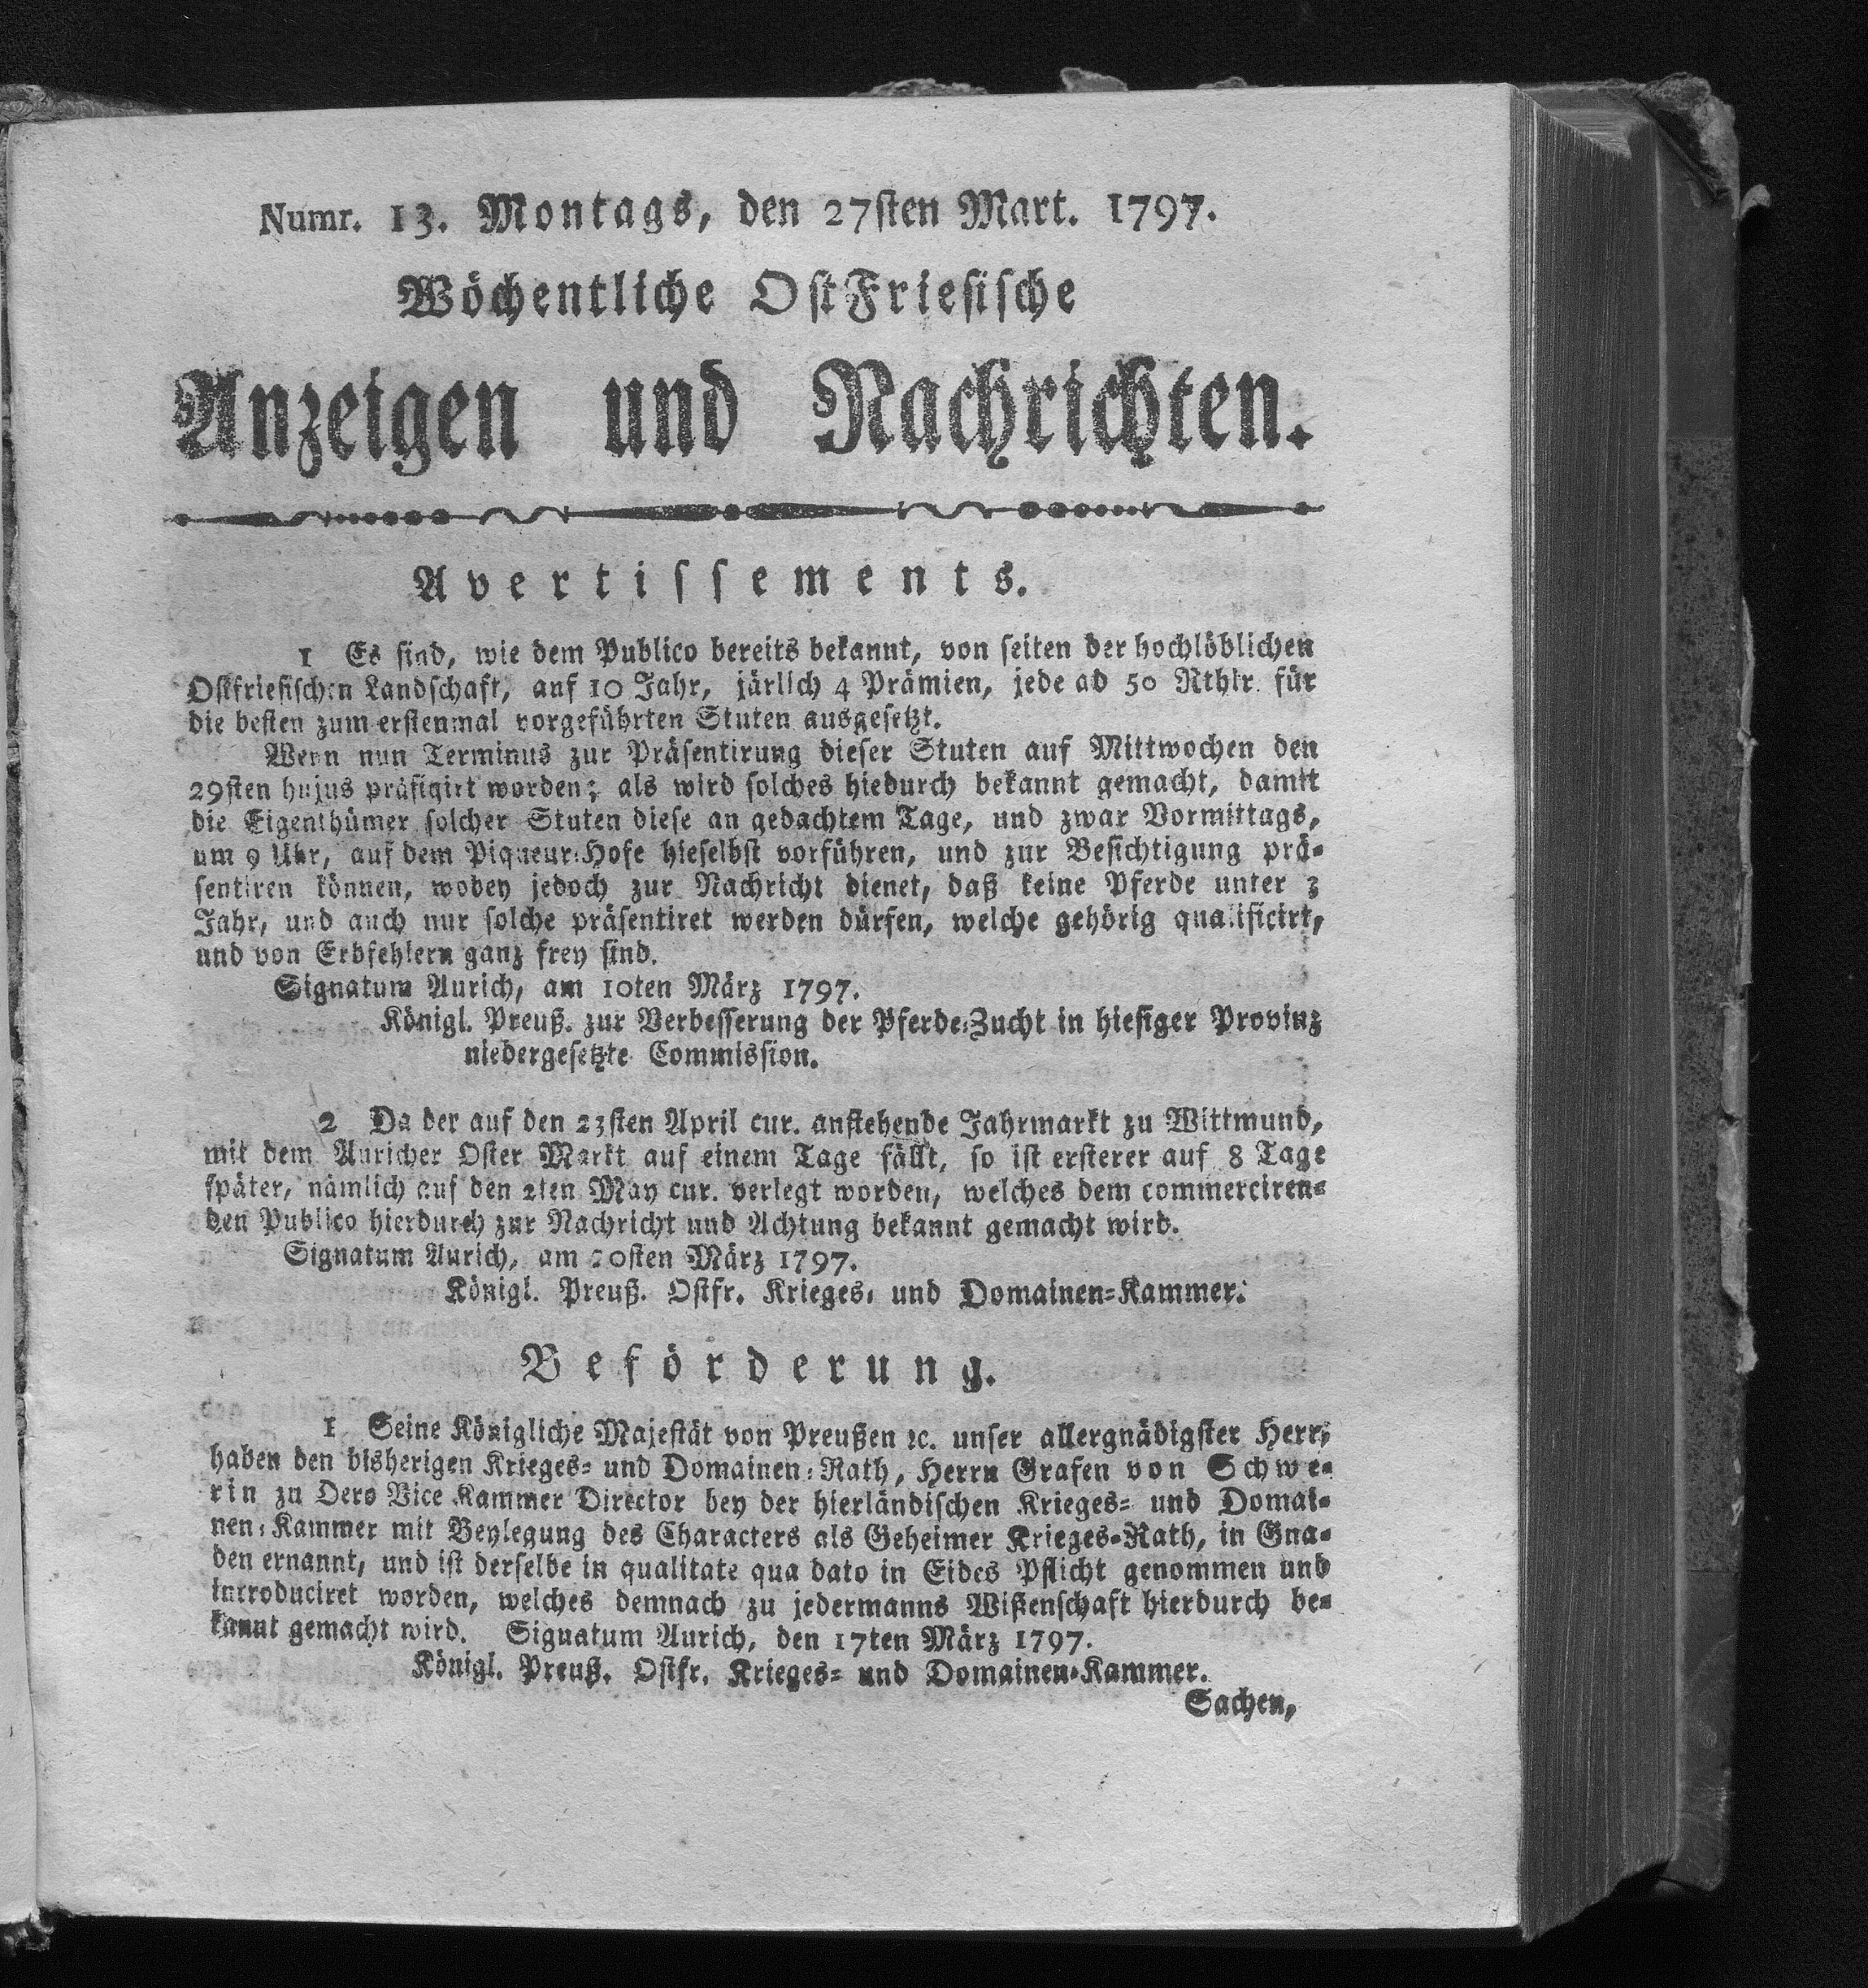 Numr. 13. Montags, den 27sten Mart. 1797.
Wöchentliche OstFriesische
Anzeigen und Nachrichten.
Avertissements.
1 Es sind, wie dem Publico bereits bekannt, von seiten der hochlöblichen
Ostfriesischen Landschaft, auf 10 Jahr, järlich 4 Prämien, jede ad 50 Rthlr. für
die besten zum erstenmal vorgeführten Stuten ausgesetzt.
Wenn nun Terminus zur Präsentirung dieser Stuten auf Mittwochen den
29sten hujus präfigirt worden; als wird solches hiedurch bekannt gemacht, damit
die Eigenthümer solcher Stuten diese an gedachtem Tage, und zwar Vormittags,
um 9 Uhr, auf dem Piqueur-Hofe hieselbst vorführen, und zur Besichtigung prä-
sentiren können, wobey jedoch zur Nachricht dienet, daß keine Pferde unter 3
Jahr, und auch nur solche präsentiret werden dürfen, welche gehörig qualificirt,
und von Erbfehlern ganz frey sind.
Signatum Aurich, am 10ten März 1797.
Königl. Preuß. zur Verbesserung der Pferde-Zucht in hiesiger Provinz
niedergesetzte Commission.
2 Da der auf den 23sten April cur. anstehende Jahrmarkt zu Wittmund,
mit dem Auricher Oster Markt auf einem Tage fällt, so ist ersterer auf 8 Tage
später, nämlich auf den 2ten May cur. verlegt worden, welches dem commerciren-
den Publico hierdurch zur Nachricht und Achtung bekannt gemacht wird.
Signatum Aurich, am 20sten März 1797.
Königl. Preuß. Ostfr. Krieges- und Domainen-Kammer.
Beförderung.
1 Seine Königliche Majestät von Preußen ꝛc. unser allergnädigster Herr,
haben den bisherigen Krieges- und Domainen-Rath, Herrn Grafen von Schwe-
rin zu Dero Vice Kammer Director bey der hierländischen Krieges- und Domai-
nen-Kammer mit Beylegung des Characters als Geheimer Krieges-Rath, in Gna-
den ernannt, und ist derselbe in qualitate qua dato in Eides Pflicht genommen und
introduciret worden, welches demnach zu jedermanns Wißenschaft hierdurch be-
kannt gemacht wird. Signatum Aurich, den 17ten März 1797.
Königl. Preuß. Ostfr. Krieges- und Domainen-Kammer.
Sachen,